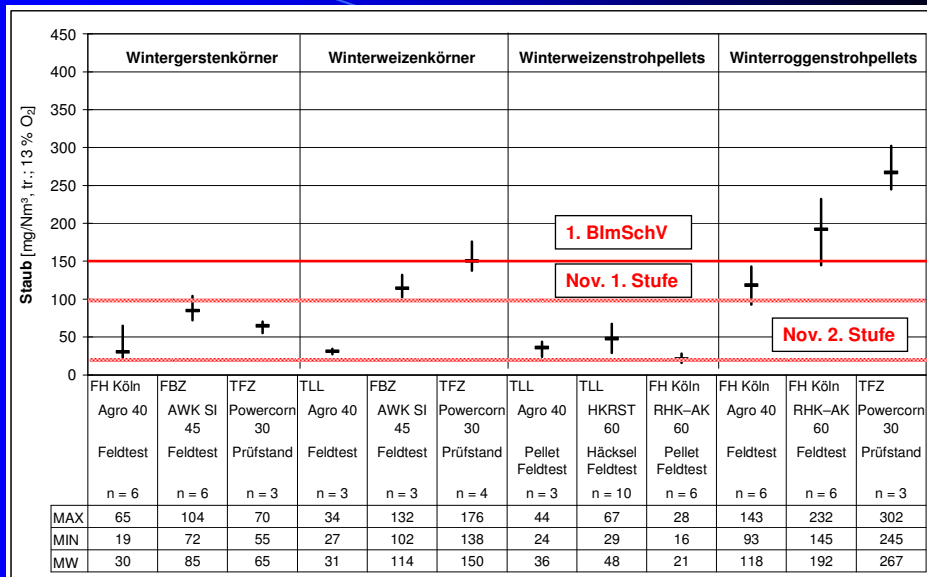 Staub [mg/Nm³, tr.; 13 % O₂]
450
400
350
300
250
200
150
100
50
0
Wintergerstenkörner Winterweizenkörner Winterweizenstrohpellets Winterroggenstrohpellets
1. BImSchV
Nov. 1. Stufe
Nov. 2. Stufe
FH Köln FBZ TFZ TLL FBZ TFZ TLL TLL FH Köln FH Köln FH Köln TFZ
Agro 40 AWK SI Powercorn Agro 40 AWK SI Powercorn Agro 40 HKRST RHK–AK Agro 40 RHK–AK Powercorn
45 30 45 30 60 60 60 30
Feldtest Feldtest Prüfstand Feldtest Feldtest Prüfstand Pellet Häcksel Pellet Feldtest Feldtest Prüfstand
Feldtest Feldtest Feldtest
n = 6 n = 6 n = 3 n = 3 n = 3 n = 4 n = 3 n = 10 n = 6 n = 6 n = 6 n = 3
MAX 65 104 70 34 132 176 44 67 28 143 232 302
MIN 19 72 55 27 102 138 24 29 16 93 145 245
MW 30 85 65 31 114 150 36 48 21 118 192 267